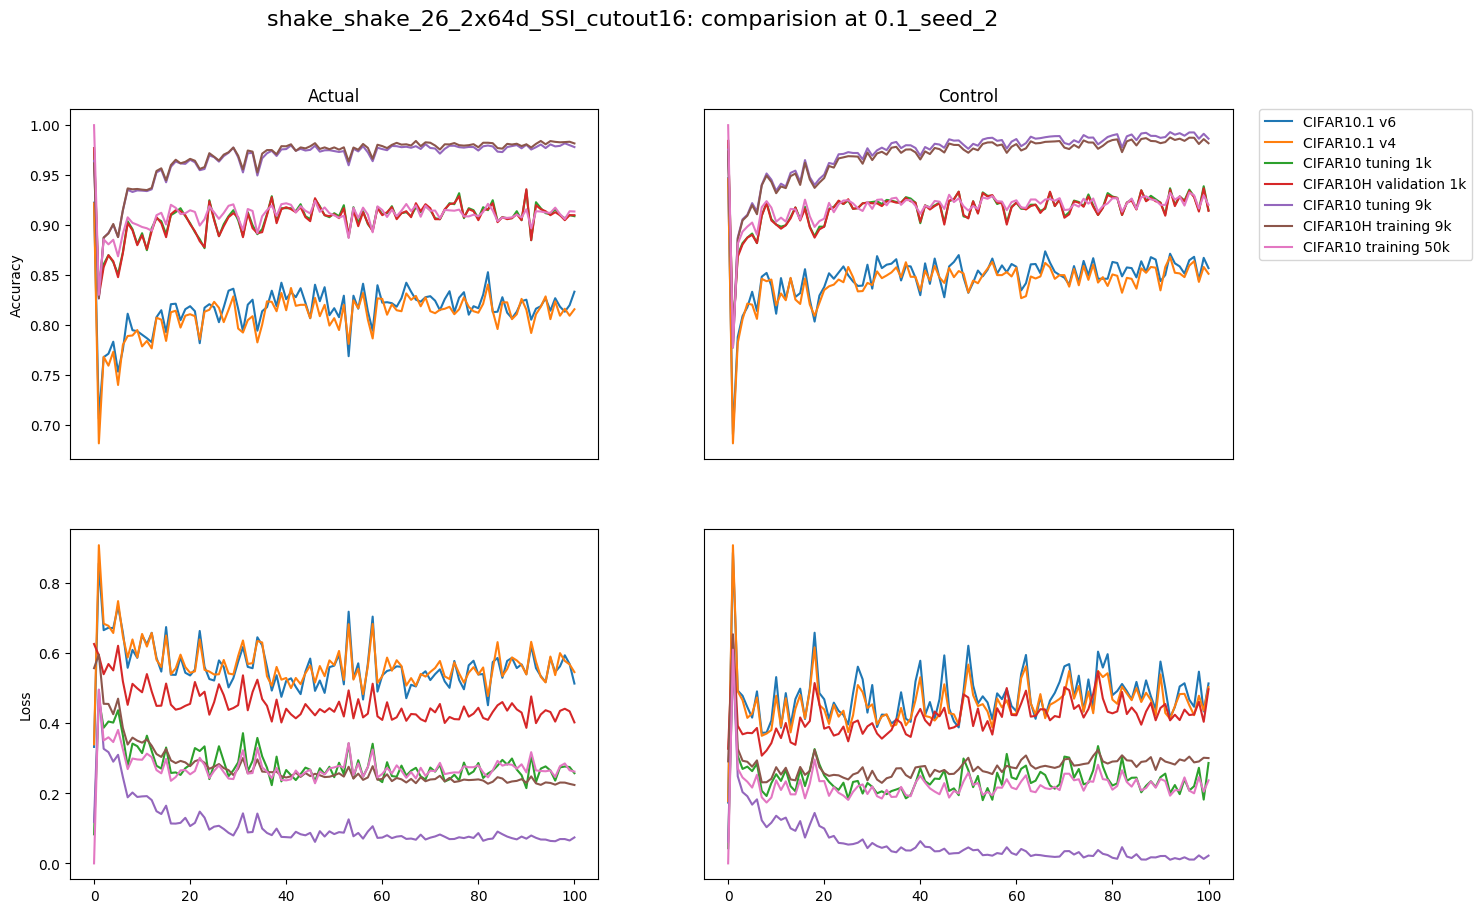 shake_shake_26_2x64d_SSI_cutout16: comparision at 0.1_seed_2
Actual
Control
Accuracy
1.00
0.95
0.90
0.85
0.80
0.75
0.70
CIFAR10.1 v6
CIFAR10.1 v4
CIFAR10 tuning 1k
CIFAR10H validation 1k
CIFAR10 tuning 9k
CIFAR10H training 9k
CIFAR10 training 50k
Loss
0.8
0.6
0.4
0.2
0.0
0 20 40 60 80 100
0 20 40 60 80 100